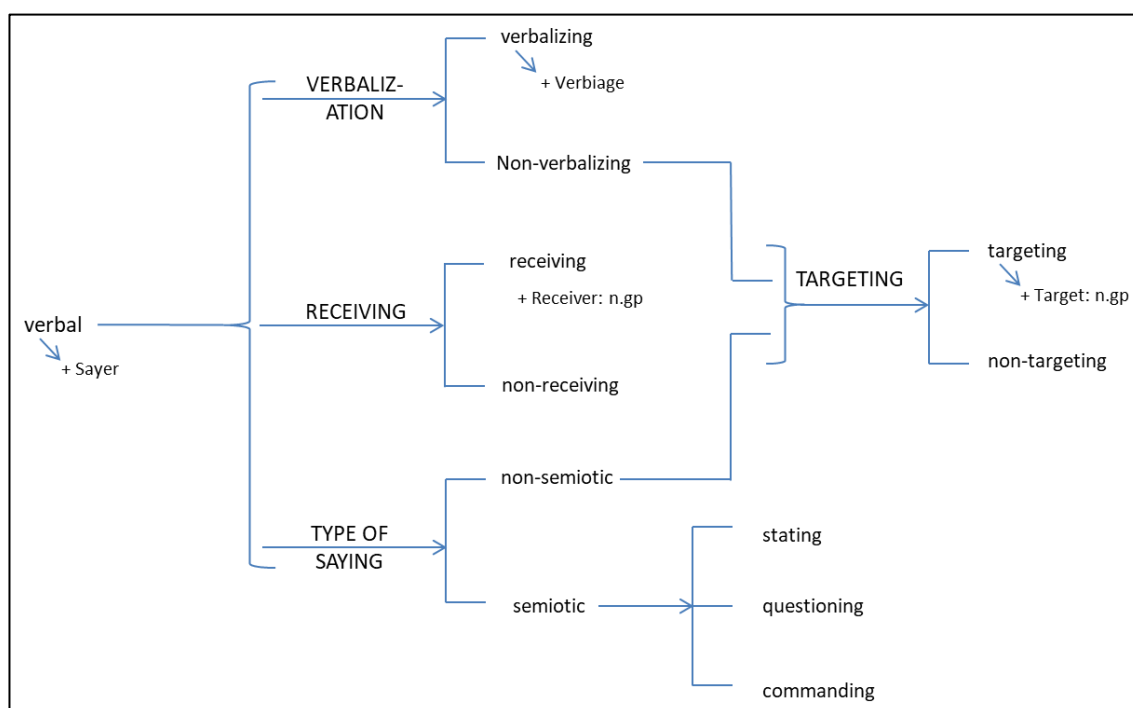 verbalizing
+ Verbiage
VERBALIZ-
ATION
Non-verbalizing
receiving
+ Receiver: n.gp
RECEIVING
non-receiving
verbal
+ Sayer
TARGETING
targeting
+ Target: n.gp
non-targeting
non-semiotic
TYPE OF
SAYING
semiotic
stating
questioning
commanding